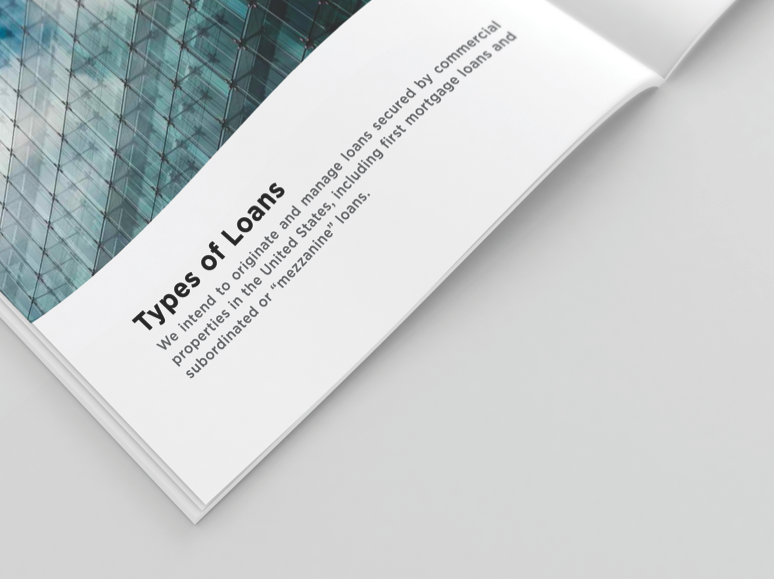 Types of Loans
We intend to originate and manage loans secured by commercial
properties in the United States, including first mortgage loans and
subordinated or “mezzanine” loans.